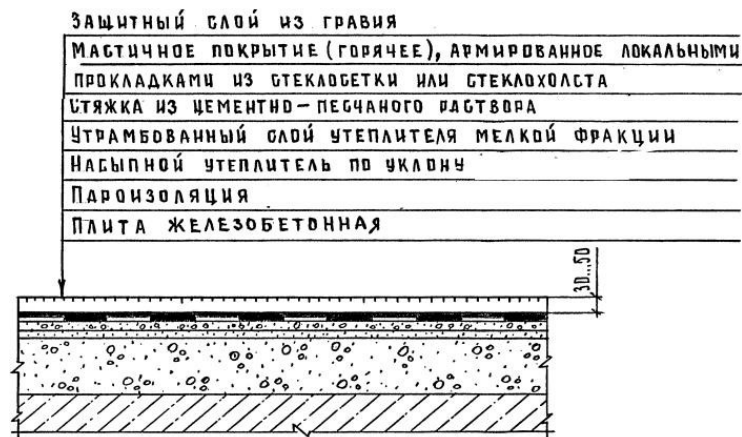 Защитный слой из гравия
Мастичное покрытие (горячее), армированное локальными
прокладками из стеклосетки или стеклохолста
Стяжка из цементно-песчаного раствора
Утрамбованный слой утеплителя мелкой фракции
Насыпной утеплитель по уклону
Пароизоляция
Плита железобетонная
30...50